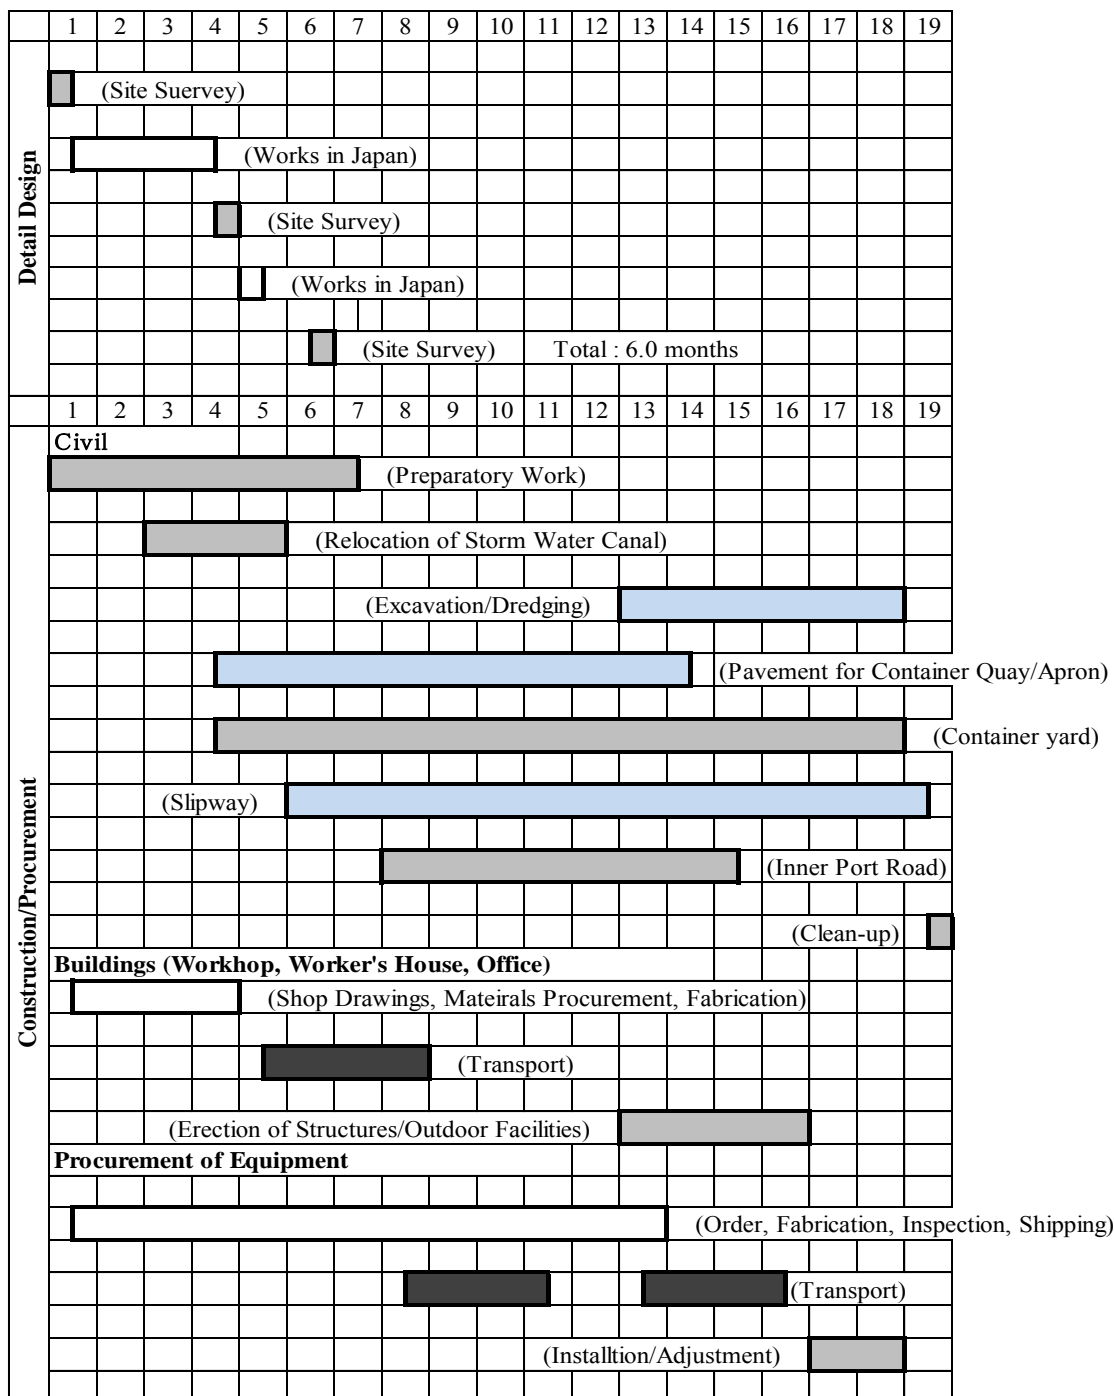 1 2 3 4 5 6 7 8 9 10 11 12 13 14 15 16 17 18 19
Detail Design
(Site Suervey)
(Works in Japan)
(Site Survey)
(Works in Japan)
(Site Survey) Total : 6.0 months
1 2 3 4 5 6 7 8 9 10 11 12 13 14 15 16 17 18 19
Construction/Procurement
Civil
(Preparatory Work)
(Relocation of Storm Water Canal)
(Excavation/Dredging)
(Pavement for Container Quay/Apron)
(Container yard)
(Slipway)
(Inner Port Road)
(Clean-up)
Buildings (Workhop, Worker's House, Office)
(Shop Drawings, Mateirals Procurement, Fabrication)
(Transport)
(Erection of Structures/Outdoor Facilities)
Procurement of Equipment
(Order, Fabrication, Inspection, Shipping)
(Transport)
(Installtion/Adjustment)